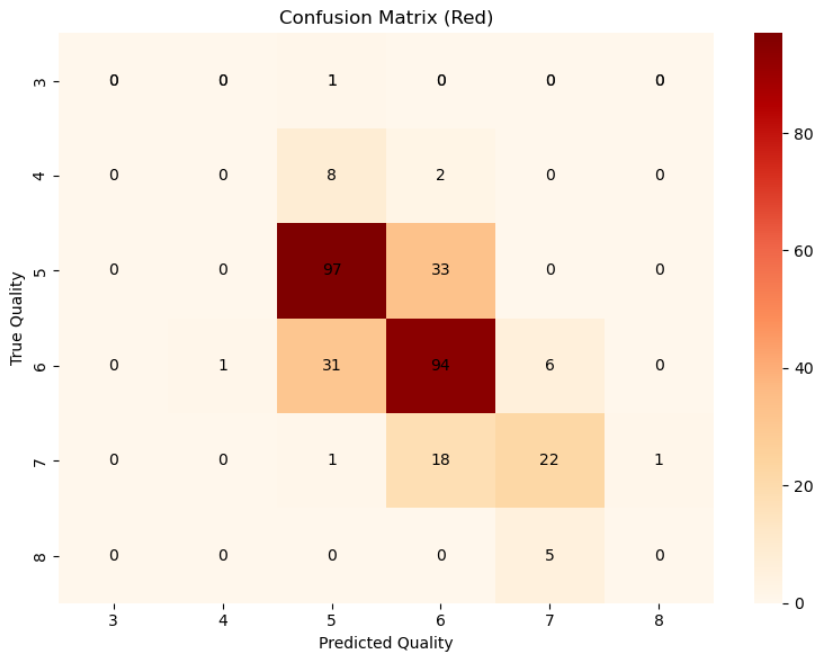 Confusion Matrix (Red)
True Quality
3 0 0 1 0 0 0
4 0 0 8 2 0 0
5 0 0 97 33 0 0
6 0 1 31 94 6 0
7 0 0 1 18 22 1
8 0 0 0 0 5 0
3 4 5 6 7 8
Predicted Quality
80
60
40
20
0